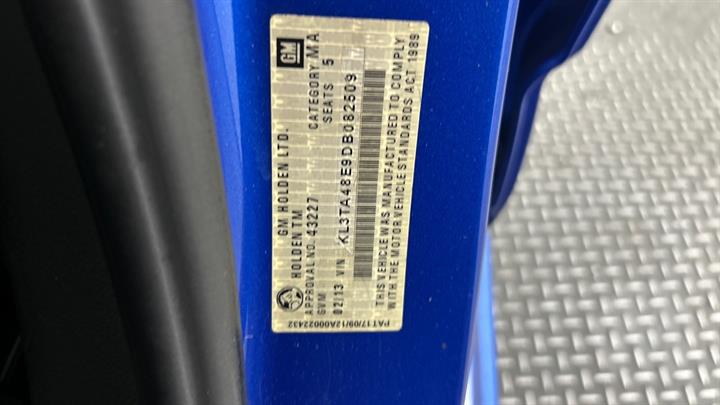 GM HOLDEN LTD.
HOLDEN TM
APPROVAL NO. 43227 CATEGORY MA
GVM SEATS 5
02/13 VIN KL3TA48E9DB082509
THIS VEHICLE WAS MANUFACTURED TO COMPLY
WITH THE MOTOR VEHICLE STANDARDS ACT 1989
PAT17/09/12A00022432
GM